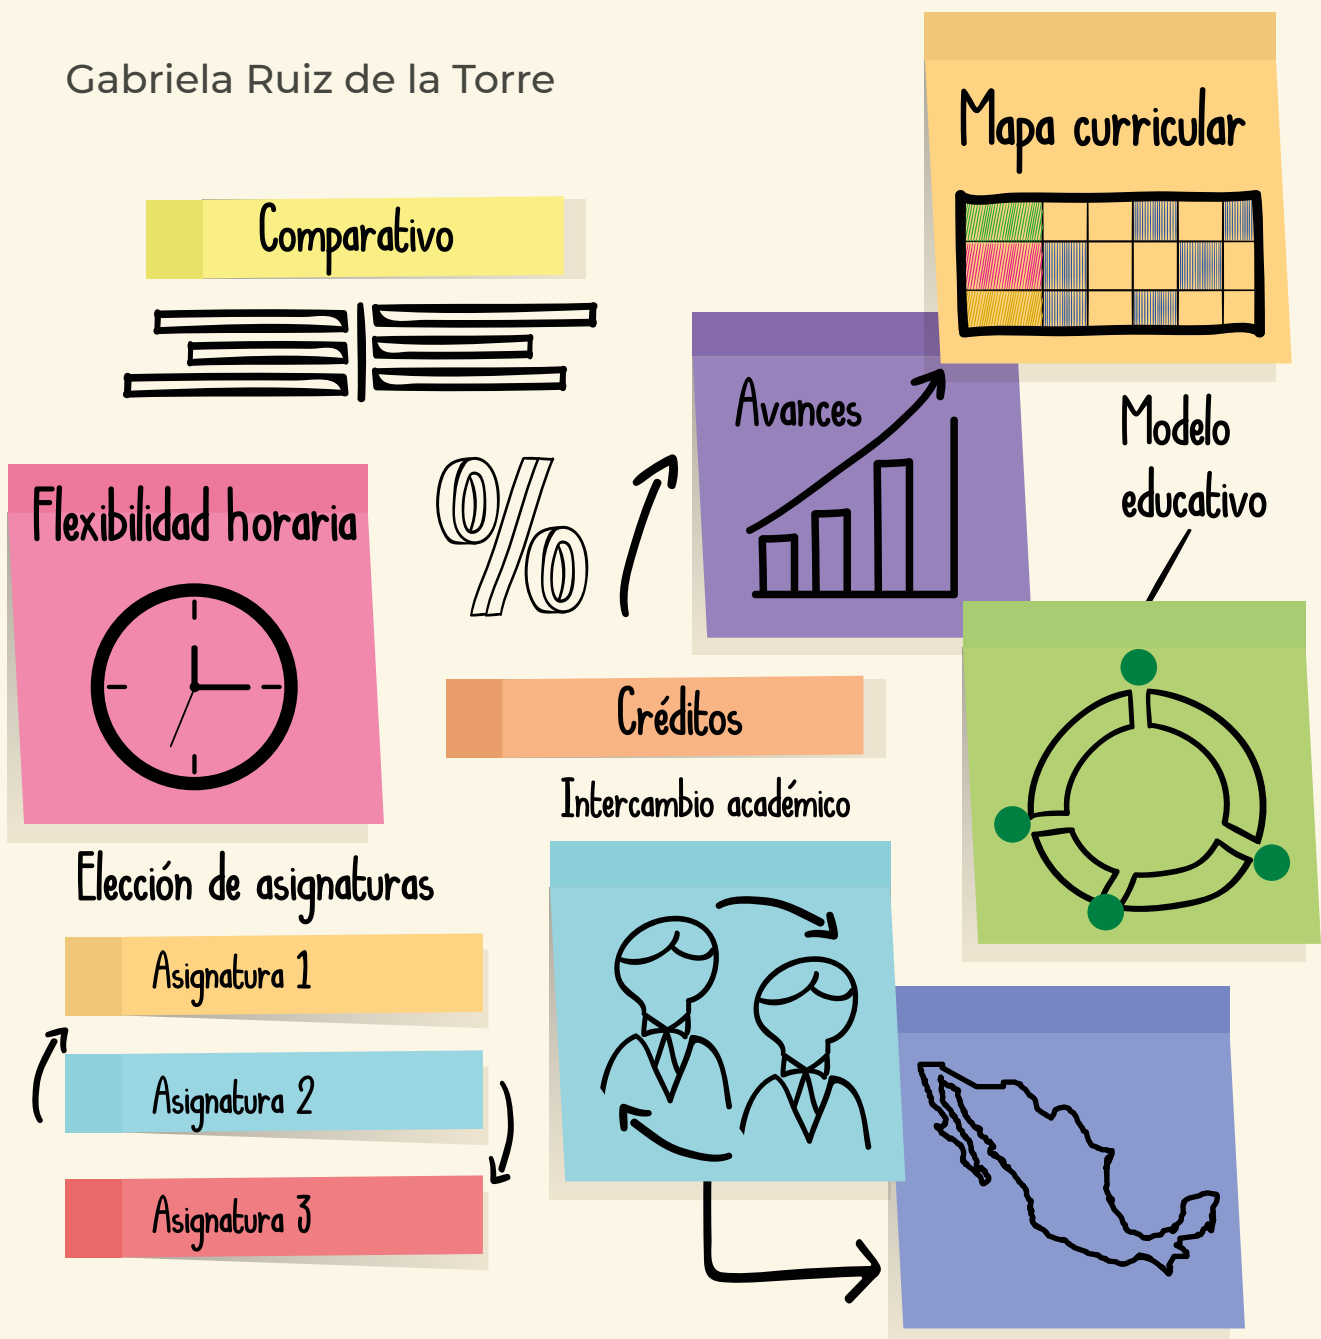 Gabriela Ruiz de la Torre
Mapa curricular
Comparativo
Avances
Modelo
educativo
Flexibilidad horaria
%
Créditos
Intercambio académico
Elección de asignaturas
Asignatura 1
Asignatura 2
Asignatura 3